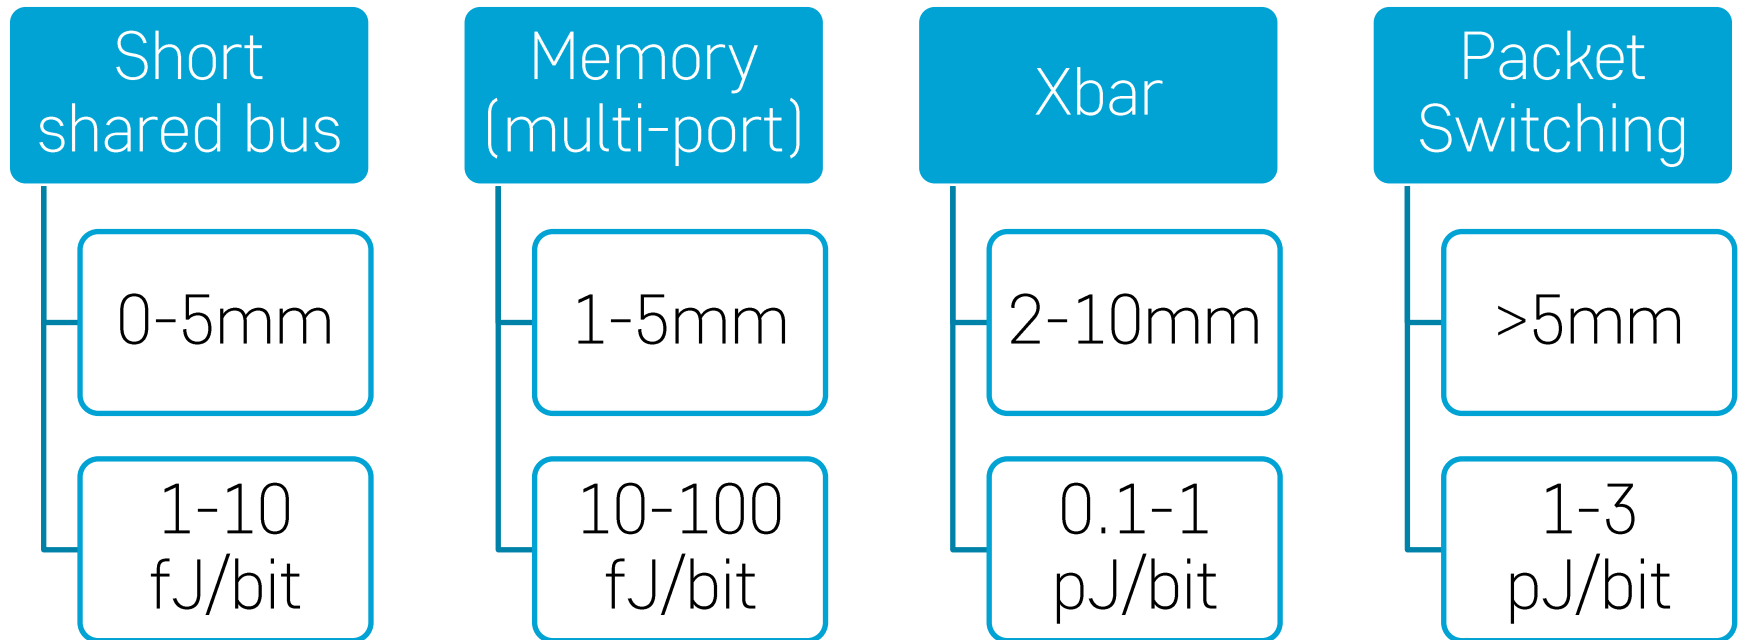 Short
shared bus
0-5mm
1-10
fJ/bit
Memory
(multi-port)
1-5mm
10-100
fJ/bit
Xbar
2-10mm
0.1-1
pJ/bit
Packet
Switching
>5mm
1-3
pJ/bit